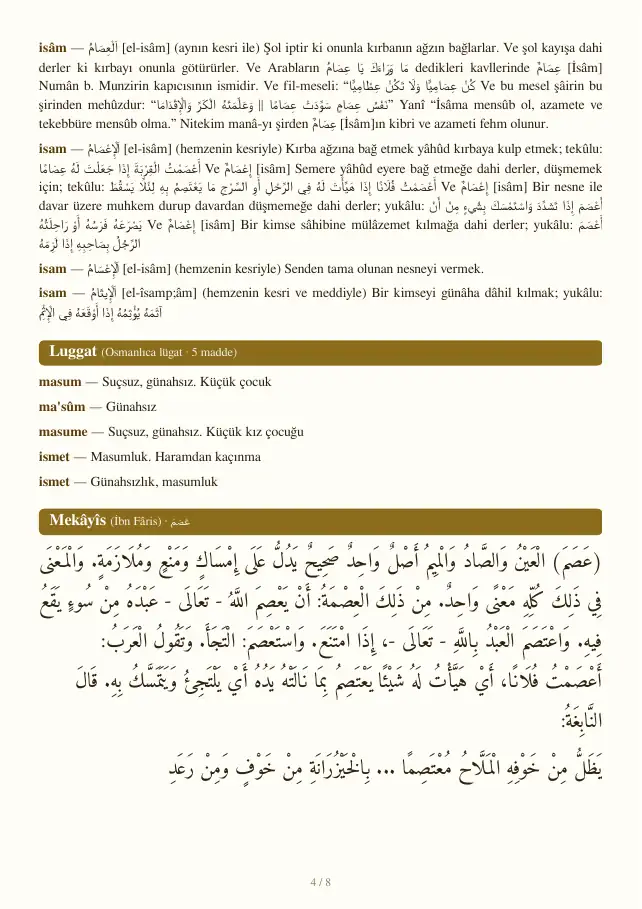 isâm — اَلْعِصَامُ [el-isâm] (aynın kesri ile) Şol iptir ki onunla kırbanın ağzın bağlarlar. Ve şol kayışa dahi
derler ki kırbayı onunla götürürler. Ve Arabların مَا وَرَاءَكَ يَا عِصَامُ dedikleri kavllerinde عِصَامٌ [İsâm]
Numân b. Munzirin kapıcısının ismidir. Ve fil-meseli: “كُنْ عِصَامِيًّا وَلَا تَكُنْ عِظَامِيًّا Ve bu mesel şâirin bu
şirinden mehûzdur: “نَفْسُ عِصَامٍ سَوَّدَتْ عِصَامًا || وَعَلَّمَتْهُ الْكَرَّ وَالْإِقْدَامَا” Yanî “İsâma mensûb ol, azamete ve
tekebbüre mensûb olma.” Nitekim manâ-yı şirden عِصَامٌ [İsâm]ın kibri ve azameti fehm olunur.
isam — اَلْإِعْصَامُ [el-isâm] (hemzenin kesriyle) Kırba ağzına bağ etmek yâhûd kırbaya kulp etmek; tekûlu:
أَعْصَمْتُ الْقِرْبَةَ إِذَا جَعَلْتَ لَهُ عِصَامًا Ve إِعْصَامٌ [isâm] Semere yâhûd eyere bağ etmeğe dahi derler, düşmemek
için; tekûlu: أَعْصَمْتُ فُلَانًا إِذَا هَيَّأْتَ لَهُ فِي الرَّحْلِ أَوِ السَّرْجِ مَا يَعْتَصِمُ بِهِ لِئَلَّا يَسْقُطَ Ve إِعْصَامٌ [isâm] Bir nesne ile
davar üzere muhkem durup davardan düşmemeğe dahi derler; yukâlu: أَعْصَمَ إِذَا تَشَدَّدَ وَاسْتَمْسَكَ بِشَيْءٍ مِنْ أَنْ
يَصْرَعَهُ فَرَسُهُ أَوْ رَاحِلَتُهُ Ve إِعْصَامٌ [isâm] Bir kimse sâhibine mülâzemet kılmağa dahi derler; yukâlu: أَعْصَمَ
الرَّجُلُ بِصَاحِبِهِ إِذَا لَزِمَهُ
isam — اَلْإِعْسَامُ [el-isâm] (hemzenin kesriyle) Senden tama olunan nesneyi vermek.
isam — اَلْإِيثَامُ [el-îsamp;âm] (hemzenin kesri ve meddiyle) Bir kimseyi günâha dâhil kılmak; yukâlu:
آثَمَهُ يُؤْثِمُهُ إِذَا أَوْقَعَهُ فِي الْإِثْمِ
Luggat (Osmanlıca lügat · 5 madde)
masum — Suçsuz, günahsız. Küçük çocuk
ma'sûm — Günahsız
masume — Suçsuz, günahsız. Küçük kız çocuğu
ismet — Masumluk. Haramdan kaçınma
ismet — Günahsızlık, masumluk
Mekâyîs (İbn Fâris) · عَصَمَ
(عَصَمَ) الْعَيْنُ وَالصَّادُ وَالْمِيمُ أَصْلٌ وَاحِدٌ صَحِيحٌ يَدُلُّ عَلَى إِمْسَاكٍ وَمَنْعٍ وَمُلَازَمَةٍ. وَالْمَعْنَى
فِي ذَلِكَ كُلِّهِ مَعْنًى وَاحِدٌ. مِنْ ذَلِكَ الْعِصْمَةُ: أَنْ يَعْصِمَ اللَّهُ - تَعَالَى - عَبْدَهُ مِنْ سُوءٍ يَقَعُ
فِيهِ. وَاعْتَصَمَ الْعَبْدُ بِاللَّهِ - تَعَالَى -، إِذَا امْتَنَعَ. وَاسْتَعْصَمَ: الْتَجَأَ. وَتَقُولُ الْعَرَبُ:
أَعْصَمْتُ فُلَانًا، أَيْ هَيَّأْتُ لَهُ شَيْئًا يَعْتَصِمُ بِمَا نَالَتْهُ يَدُهُ أَيْ يَلْتَجِئُ وَيَتَمَسَّكُ بِهِ. قَالَ
النَّابِغَةُ:
يَظَلُّ مِنْ خَوْفِهِ الْمَلَّاحُ مُعْتَصِمًا ... بِالْخَيْزُرَانَةِ مِنْ خَوْفٍ وَمِنْ رَعَدِ
4 / 8